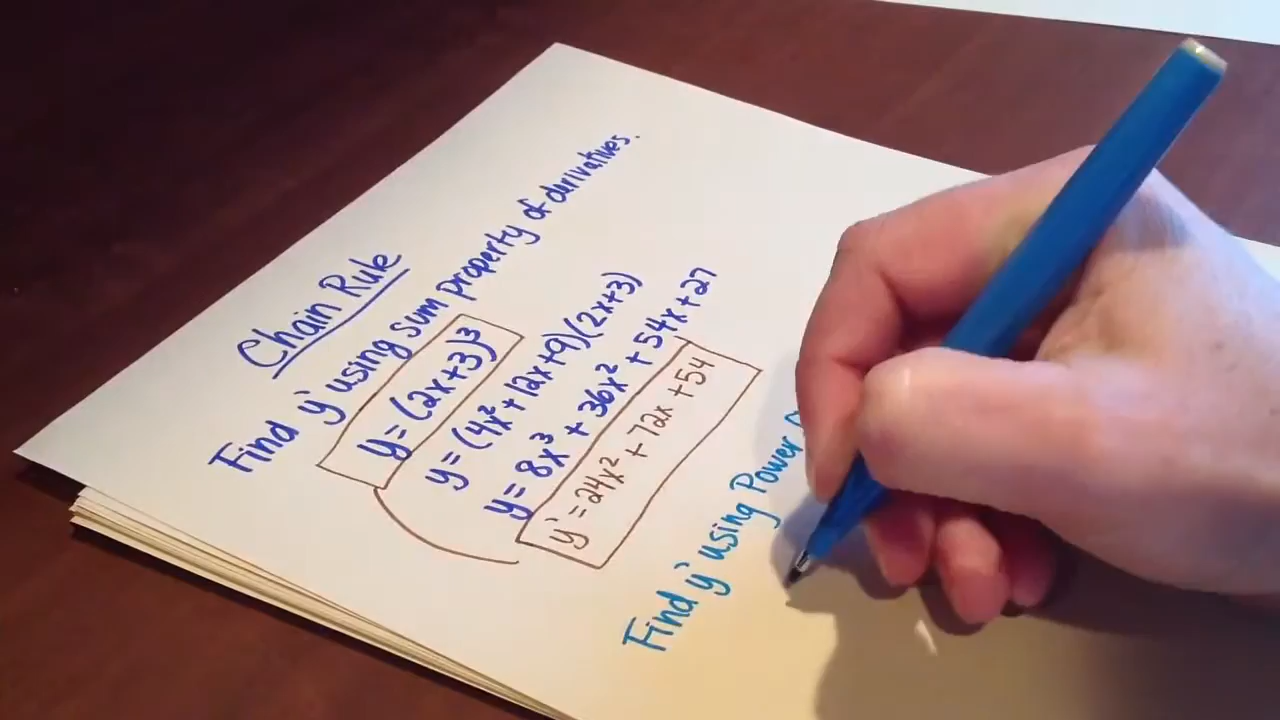 Chain Rule
Find y' using sum property of derivatives.
y = (2x+3)³
y = (4x² + 12x + 9)(2x+3)
y = 8x³ + 36x² + 54x + 27
y' = 24x² + 72x + 54
Find y' using Power